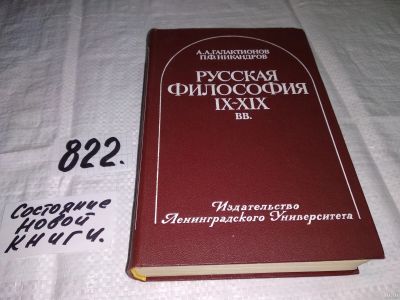 А.А.ГАЛАКТИОНОВ
П.Ф.НИКАНДРОВ
РУССКАЯ
ФИЛОСОФИЯ
IX-XIX
ВВ.
Издательство
Ленинградского Университета
822.
Состояние
новой
книги.